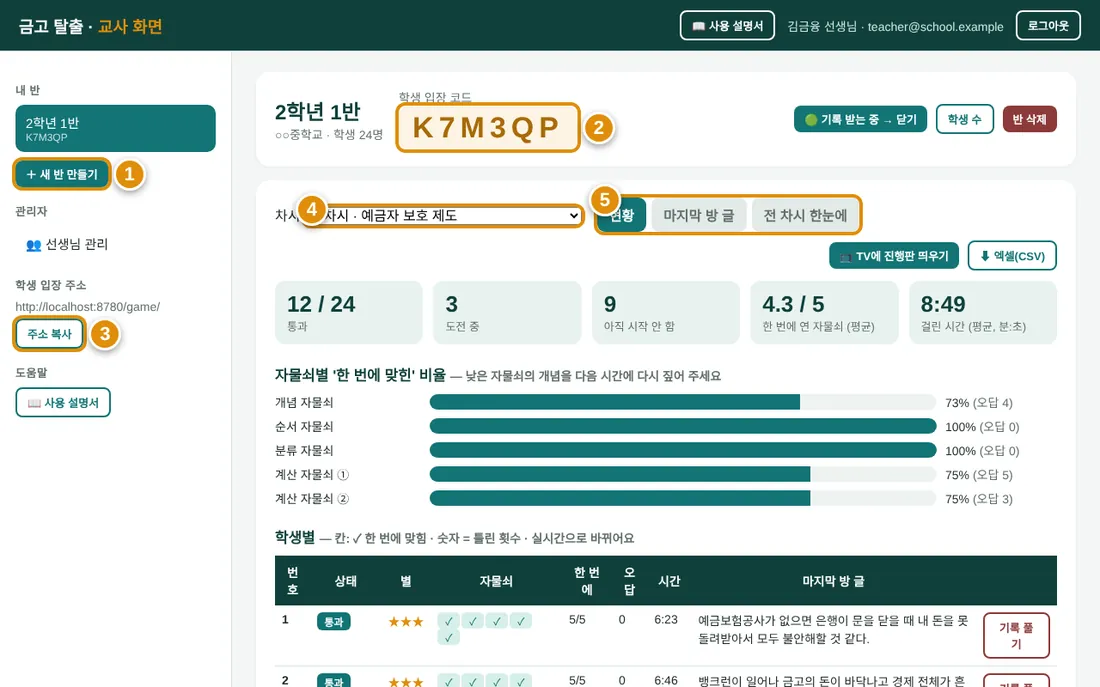 금고 탈출 · 교사 화면
📖 사용 설명서
김금융 선생님 · teacher@school.example
로그아웃
내 반
2학년 1반
K7M3QP
+ 새 반 만들기
1
관리자
👥 선생님 관리
학생 입장 주소
http://localhost:8780/game/
주소 복사
3
도움말
📖 사용 설명서
2학년 1반
○○중학교 · 학생 24명
학생 입장 코드
K7M3QP
2
🟢 기록 받는 중 → 닫기
학생 수
반 삭제
4
차시 · 예금자 보호 제도
5
현황
마지막 방 글
전 차시 한눈에
📺 TV에 진행판 띄우기
⬇ 엑셀(CSV)
12 / 24
통과
3
도전 중
9
아직 시작 안 함
4.3 / 5
한 번에 연 자물쇠 (평균)
8:49
걸린 시간 (평균, 분:초)
자물쇠별 '한 번에 맞힌' 비율 — 낮은 자물쇠의 개념을 다음 시간에 다시 짚어 주세요
개념 자물쇠 73% (오답 4)
순서 자물쇠 100% (오답 0)
분류 자물쇠 100% (오답 0)
계산 자물쇠 ① 75% (오답 5)
계산 자물쇠 ② 75% (오답 3)
학생별 — 칸: ✓ 한 번에 맞힘 · 숫자 = 틀린 횟수 · 실시간으로 바뀌어요
번호 상태 별 자물쇠 한 번에 오답 시간 마지막 방 글
1 통과 ★★★ ✓ ✓ ✓ ✓ ✓ 5/5 0 6:23 예금보험공사가 없으면 은행이 문을 닫을 때 내 돈을 못
돌려받아서 모두 불안해할 것 같다.
기록 풀기
2 통과 ★★★ ✓ ✓ ✓ ✓ 5/5 0 6:46 뱅크런이 일어나 금고의 돈이 바닥나고 경제 전체가 흔